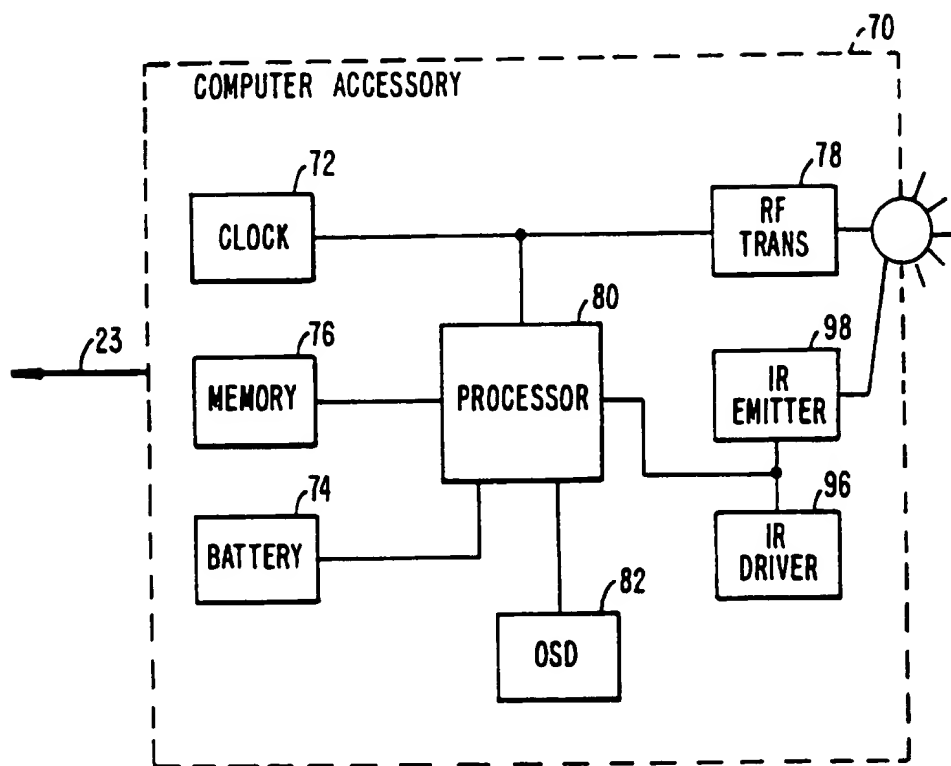 70
COMPUTER ACCESSORY
72
78
CLOCK
RF
TRANS
80
23
76
98
MEMORY
PROCESSOR
IR
EMITTER
74
96
BATTERY
IR
DRIVER
82
OSD